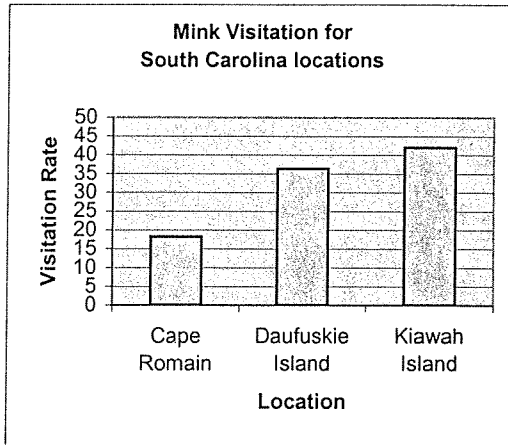 Mink Visitation for
South Carolina locations
Visitation Rate
50
45
40
35
30
25
20
15
10
5
0
Cape Romain
Daufuskie Island
Kiawah Island
Location